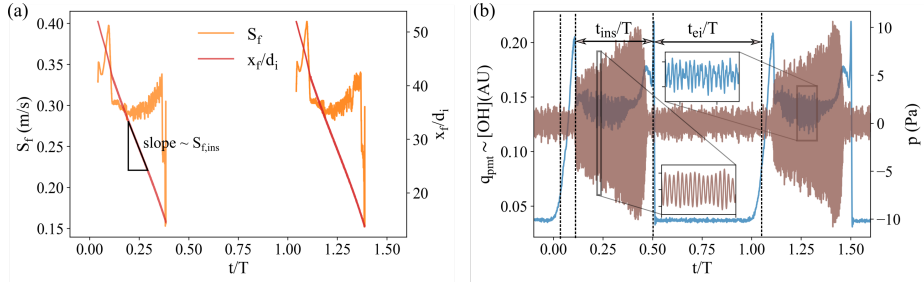 (a)
S_f
x_f/d_i
slope ~ S_f,ins
S_f (m/s)
0.40
0.35
0.30
0.25
0.20
0.15
x_f/d_i
50
40
30
20
0.00 0.25 0.50 0.75 1.00 1.25 1.50
t/T
(b)
t_ins/T
t_ei/T
q_pmt ~ [OH](AU)
0.20
0.15
0.10
0.05
p (Pa)
10
5
0
−5
−10
0.00 0.25 0.50 0.75 1.00 1.25 1.50
t/T